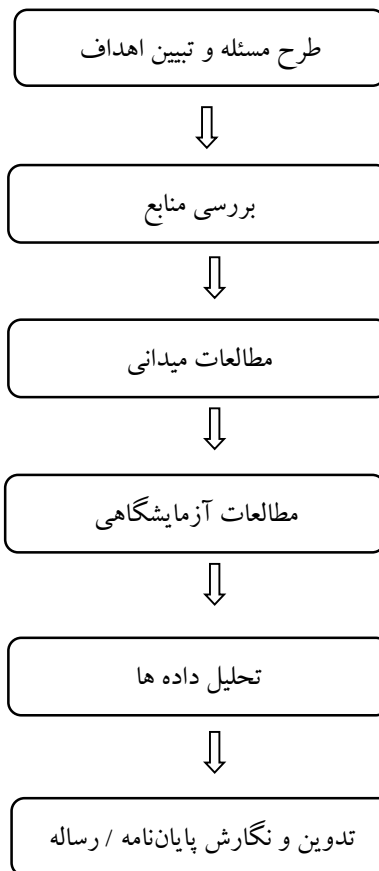 طرح مسئله و تبیین اهداف
بررسی منابع
مطالعات میدانی
مطالعات آزمایشگاهی
تحلیل داده ها
تدوین و نگارش پایان‌نامه / رساله